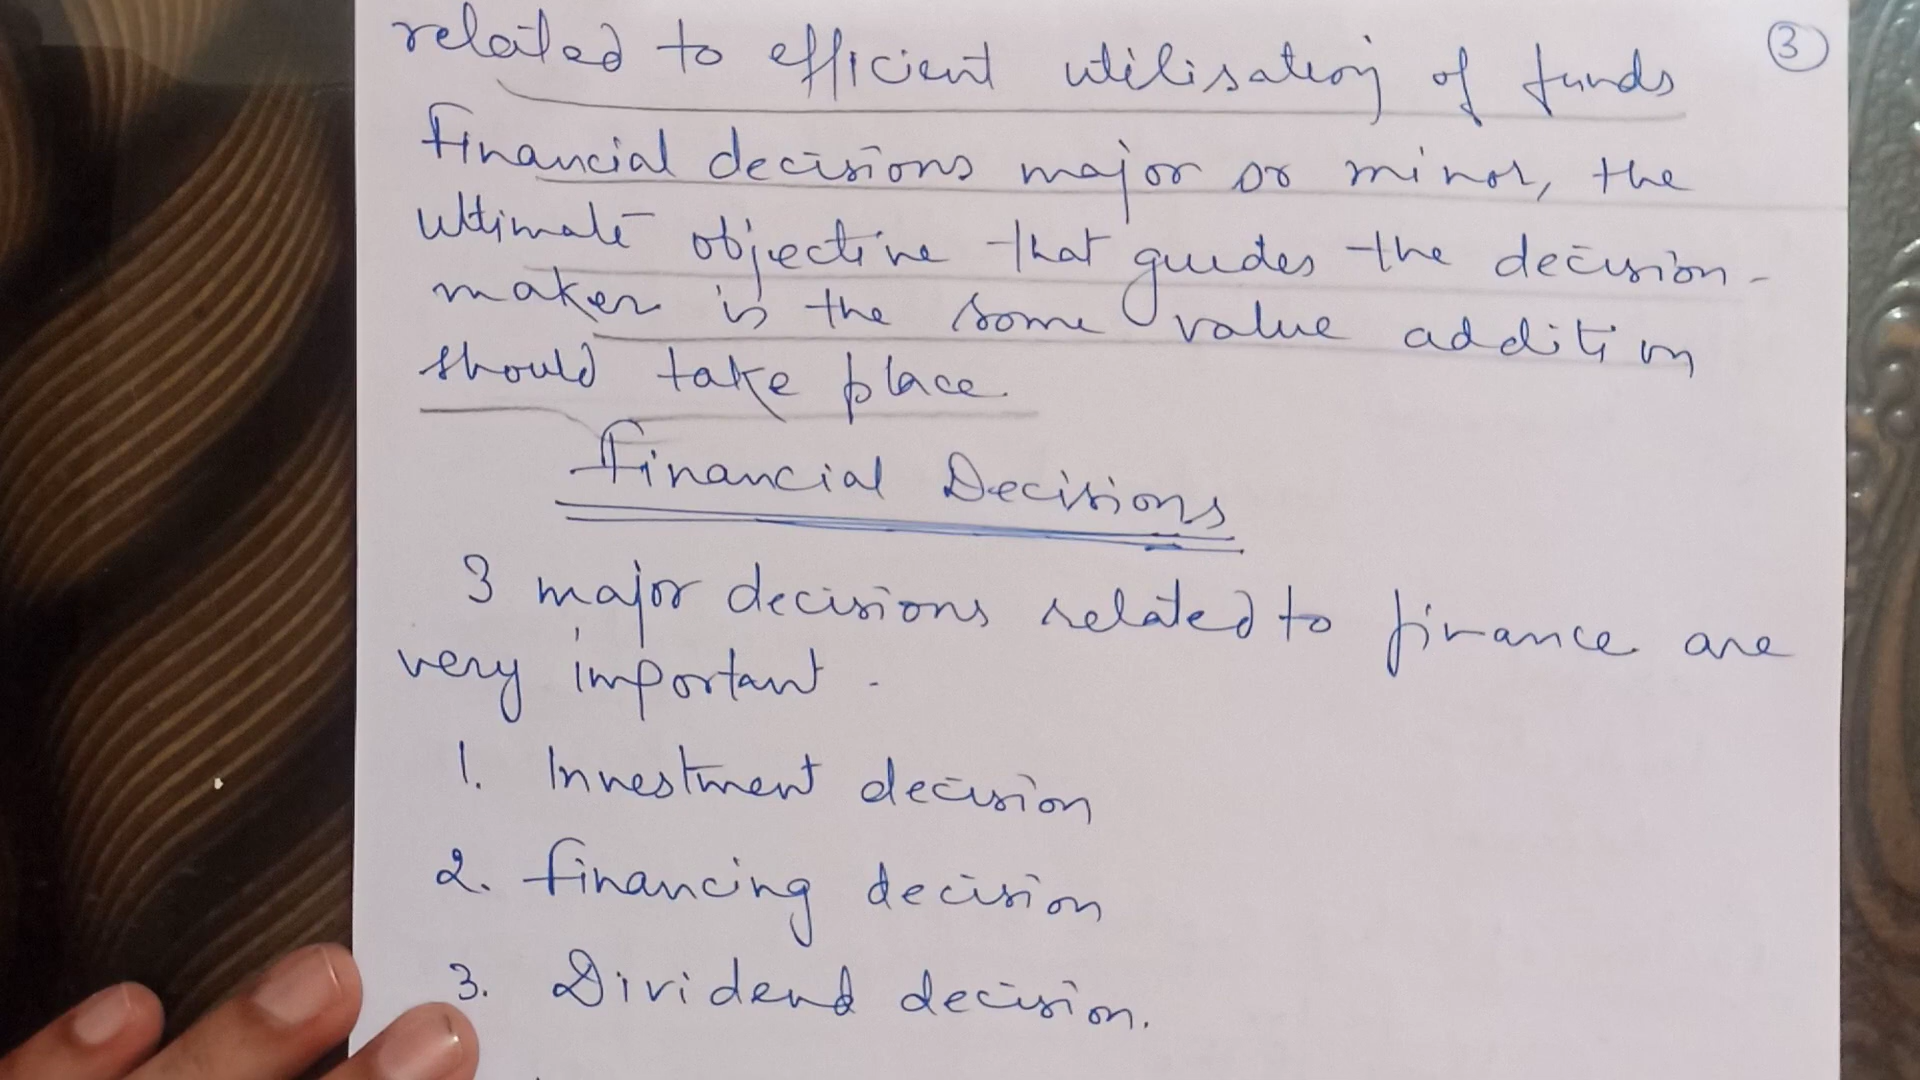 3
related to efficient utilisation of funds
Financial decisions major or minor, the
ultimate objective that guides the decision-
maker is the some value addition
should take place.
Financial Decisions
3 major decisions related to finance are
very important.
1. Investment decision
2. Financing decision
3. Dividend decision.